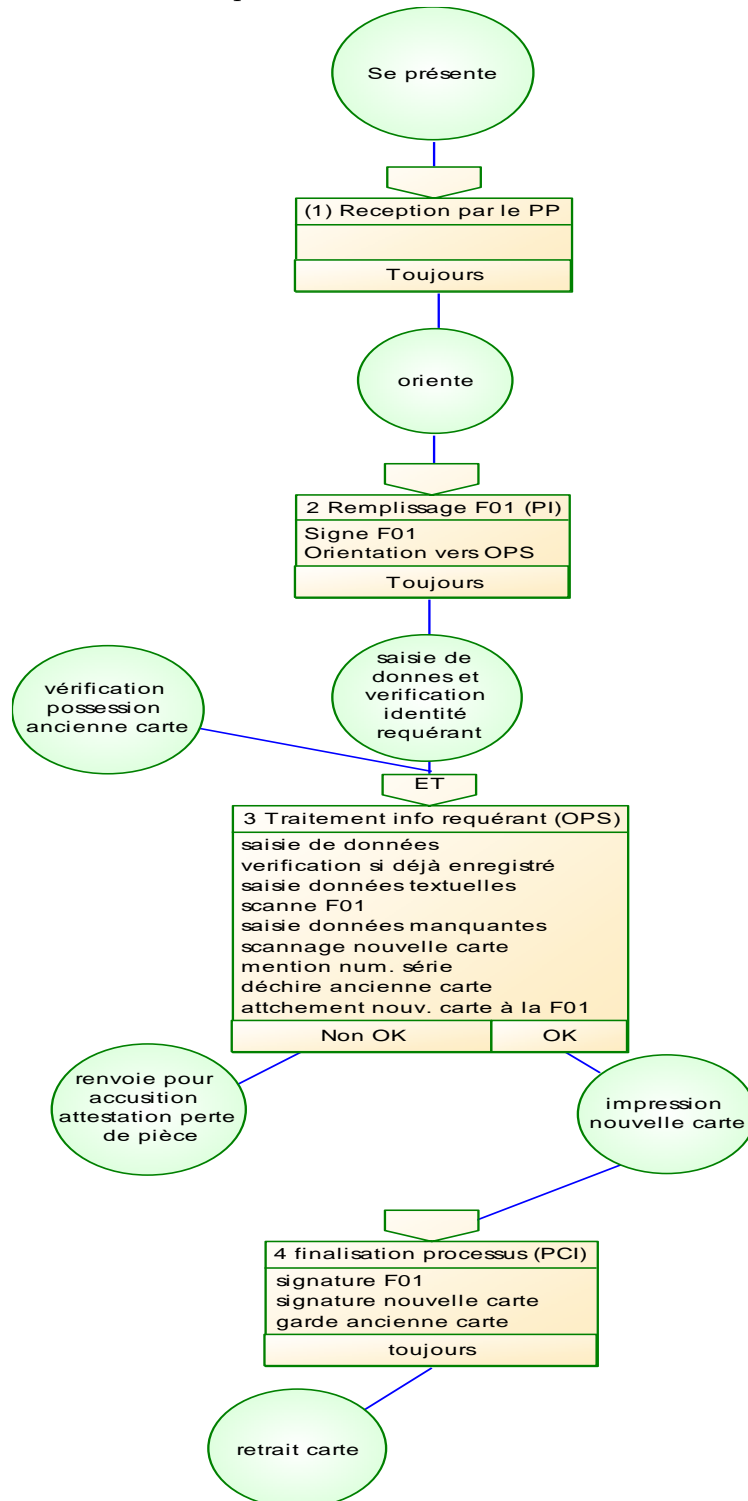 Se présente
(1) Reception par le PP
Toujours
oriente
2 Remplissage F01 (PI)
Signe F01
Orientation vers OPS
Toujours
saisie de
donnes et
verification
identité
requérant
vérification
possession
ancienne carte
ET
3 Traitement info requérant (OPS)
saisie de données
verification si déjà enregistré
saisie données textuelles
scanne F01
saisie données manquantes
scannage nouvelle carte
mention num. série
déchire ancienne carte
attchement nouv. carte à la F01
Non OK
OK
renvoie pour
accusition
attestation perte
de pièce
impression
nouvelle carte
4 finalisation processus (PCI)
signature F01
signature nouvelle carte
garde ancienne carte
toujours
retrait carte